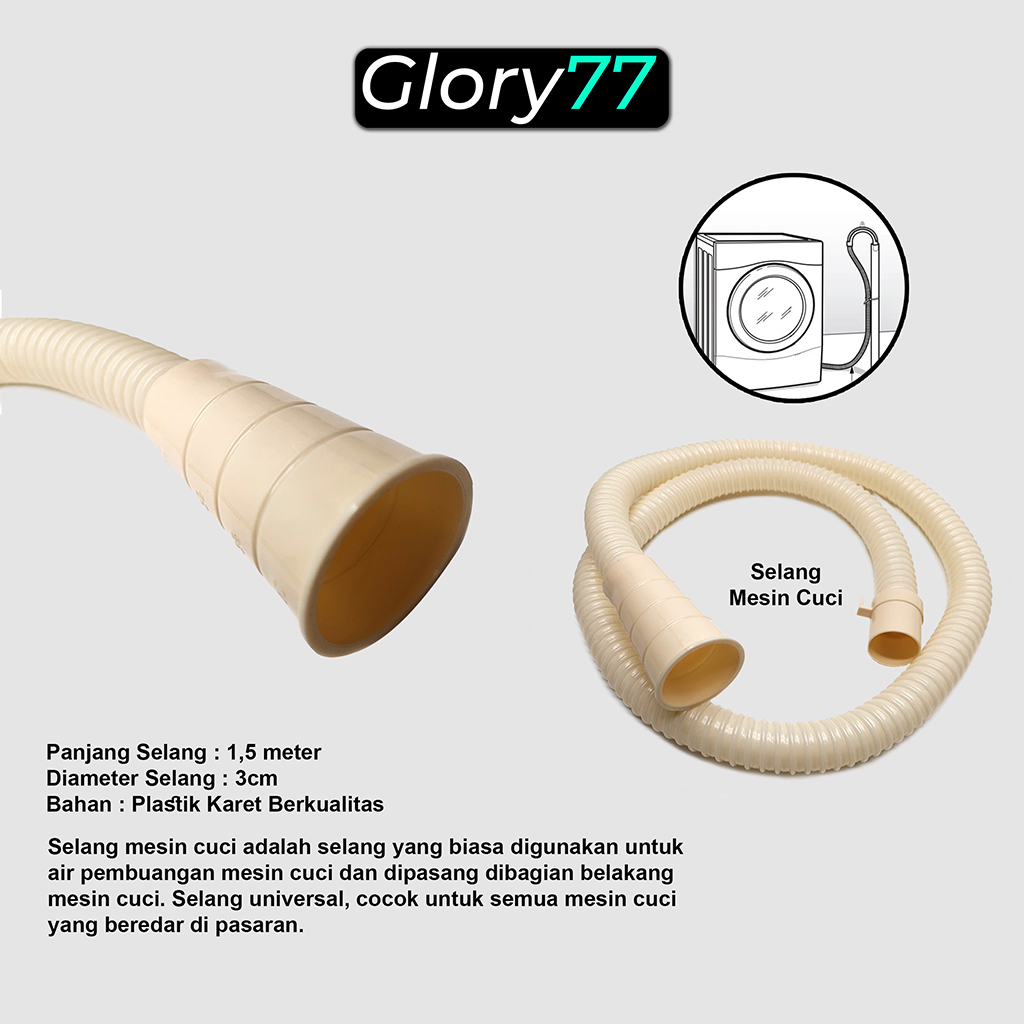 Glory77
Selang
Mesin Cuci
Panjang Selang : 1,5 meter
Diameter Selang : 3cm
Bahan : Plastik Karet Berkualitas
Selang mesin cuci adalah selang yang biasa digunakan untuk
air pembuangan mesin cuci dan dipasang dibagian belakang
mesin cuci. Selang universal, cocok untuk semua mesin cuci
yang beredar di pasaran.